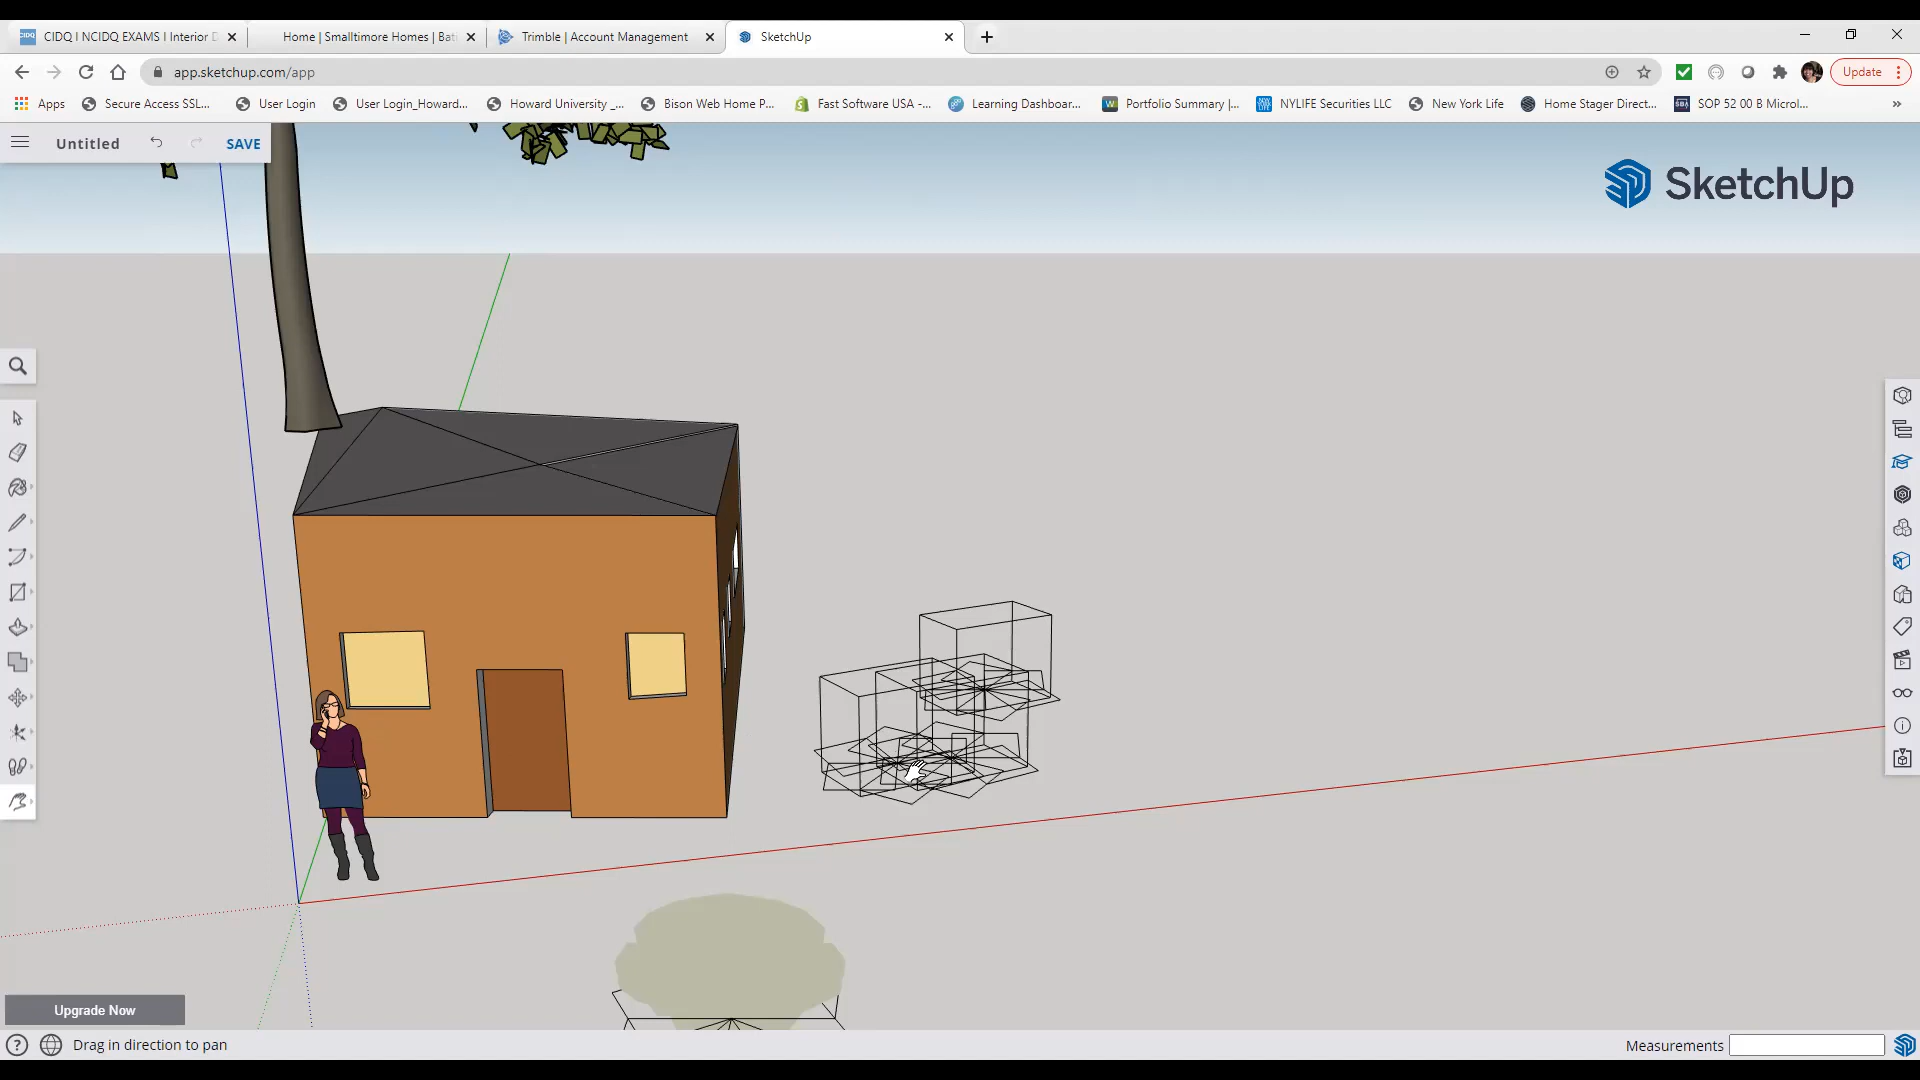 CIDQ I NCIDQ EXAMS I Interior D
Home | Smalltimore Homes | Balt
Trimble | Account Management
SketchUp
app.sketchup.com/app
Update
Apps
Secure Access SSL...
User Login
User Login_Howard...
Howard University _...
Bison Web Home P...
Fast Software USA -...
Learning Dashboar...
Portfolio Summary |...
NYLIFE Securities LLC
New York Life
Home Stager Direct...
SOP 52 00 B Microl...
Untitled
SAVE
SketchUp
Upgrade Now
Drag in direction to pan
Measurements